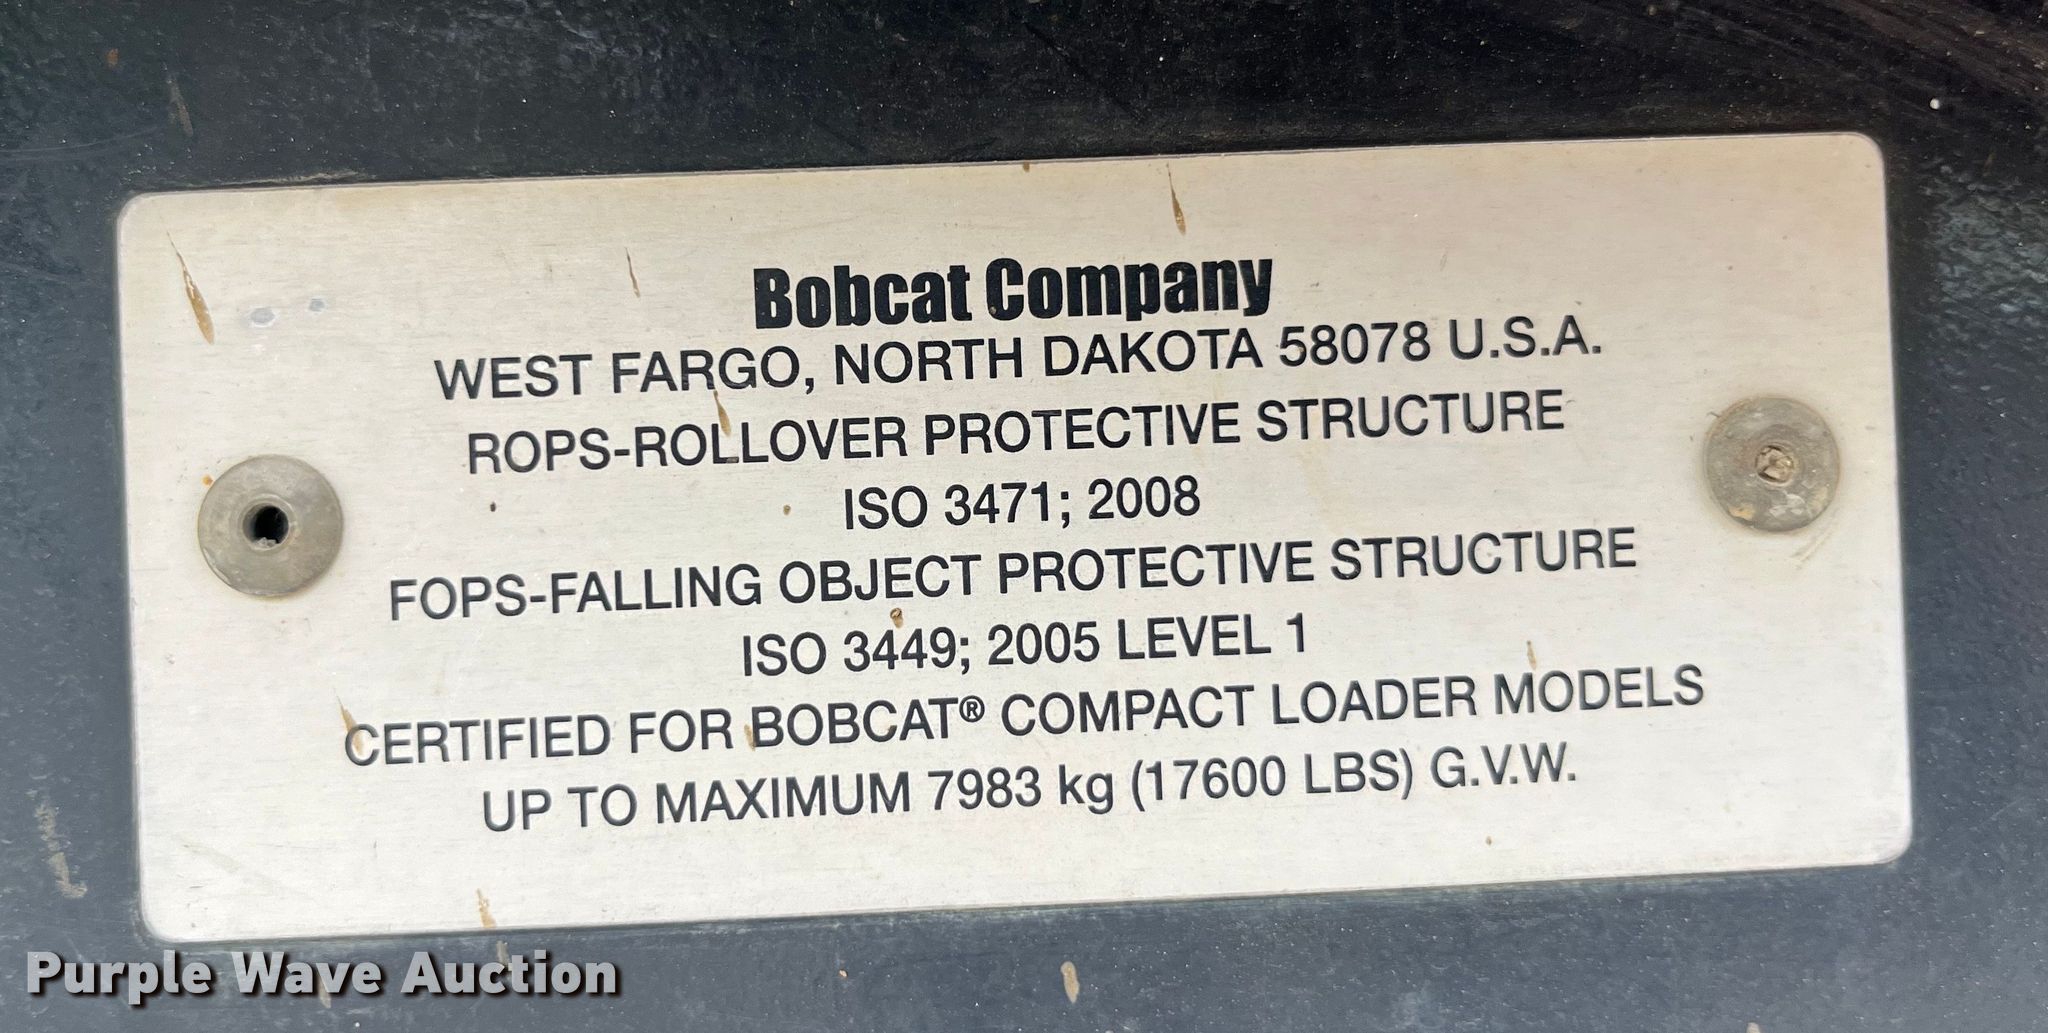 Bobcat Company
WEST FARGO, NORTH DAKOTA 58078 U.S.A.
ROPS-ROLLOVER PROTECTIVE STRUCTURE
ISO 3471; 2008
FOPS-FALLING OBJECT PROTECTIVE STRUCTURE
ISO 3449; 2005 LEVEL 1
CERTIFIED FOR BOBCAT® COMPACT LOADER MODELS
UP TO MAXIMUM 7983 kg (17600 LBS) G.V.W.
Purple Wave Auction